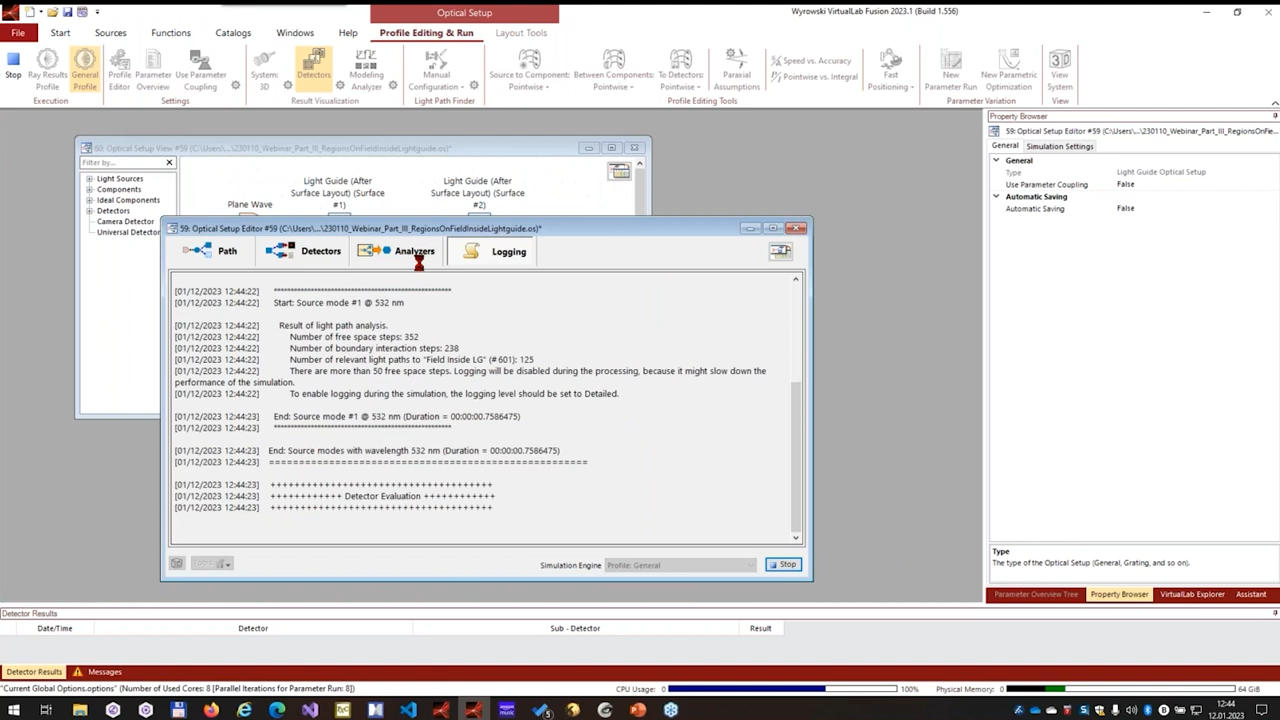 Optical Setup
Wyrowski VirtualLab Fusion 2023.1 (Build 1.556)
File
Start
Sources
Functions
Catalogs
Windows
Help
Profile Editing & Run
Layout Tools
Stop
Ray Results Profile
General Profile
Profile Editor
Parameter Overview
Use Parameter Coupling
System: 3D
Detectors
Modeling Analyzer
Manual Configuration
Source to Component: Pointwise
Between Components: Pointwise
To Detectors: Pointwise
Paraxial Assumptions
Speed vs. Accuracy
Pointwise vs. Integral
Fast Positioning
New Parameter Run
New Parametric Optimization
View System
Execution
Settings
Result Visualization
Light Path Finder
Profile Editing Tools
Parameter Variation
View
60: Optical Setup View #59 (C:\Users\...\230110_Webinar_Part_III_RegionsOnFieldInsideLightguide.os)*
Filter by...
Light Sources
Components
Ideal Components
Detectors
Camera Detector
Universal Detector
Plane Wave
Light Guide (After
Surface Layout) (Surface
#1)
Light Guide (After
Surface Layout) (Surface
#2)
59: Optical Setup Editor #59 (C:\Users\...\230110_Webinar_Part_III_RegionsOnFieldInsideLightguide.os)*
Path
Detectors
Analyzers
Logging
[01/12/2023 12:44:22] **************************************************
[01/12/2023 12:44:22] Start: Source mode #1 @ 532 nm
[01/12/2023 12:44:22] Result of light path analysis.
[01/12/2023 12:44:22] Number of free space steps: 352
[01/12/2023 12:44:22] Number of boundary interaction steps: 238
[01/12/2023 12:44:22] Number of relevant light paths to "Field Inside LG" (# 601): 125
[01/12/2023 12:44:22] There are more than 50 free space steps. Logging will be disabled during the processing, because it might slow down the
performance of the simulation.
[01/12/2023 12:44:22] To enable logging during the simulation, the logging level should be set to Detailed.
[01/12/2023 12:44:23] End: Source mode #1 @ 532 nm (Duration = 00:00:00.7586475)
[01/12/2023 12:44:23] **************************************************
[01/12/2023 12:44:23] End: Source modes with wavelength 532 nm (Duration = 00:00:00.7586475)
[01/12/2023 12:44:23] =====================================================
[01/12/2023 12:44:23] +++++++++++++++++++++++++++++++++++++
[01/12/2023 12:44:23] ++++++++++++ Detector Evaluation ++++++++++++
[01/12/2023 12:44:23] +++++++++++++++++++++++++++++++++++++
Tools
Simulation Engine
Profile: General
Stop
Property Browser
59: Optical Setup Editor #59 (C:\Users\...\230110_Webinar_Part_III_RegionsOnFie...
General
Simulation Settings
General
Type Light Guide Optical Setup
Use Parameter Coupling False
Automatic Saving
Automatic Saving False
Type
The type of the Optical Setup (General, Grating, and so on).
Parameter Overview Tree
Property Browser
VirtualLab Explorer
Assistant
Detector Results
Date/Time
Detector
Sub - Detector
Result
Detector Results
Messages
"Current Global Options.options" (Number of Used Cores: 8 [Parallel Iterations for Parameter Run: 8])
CPU Usage: 0
100%
Physical Memory: 0
64 GiB
12:44
12.01.2023